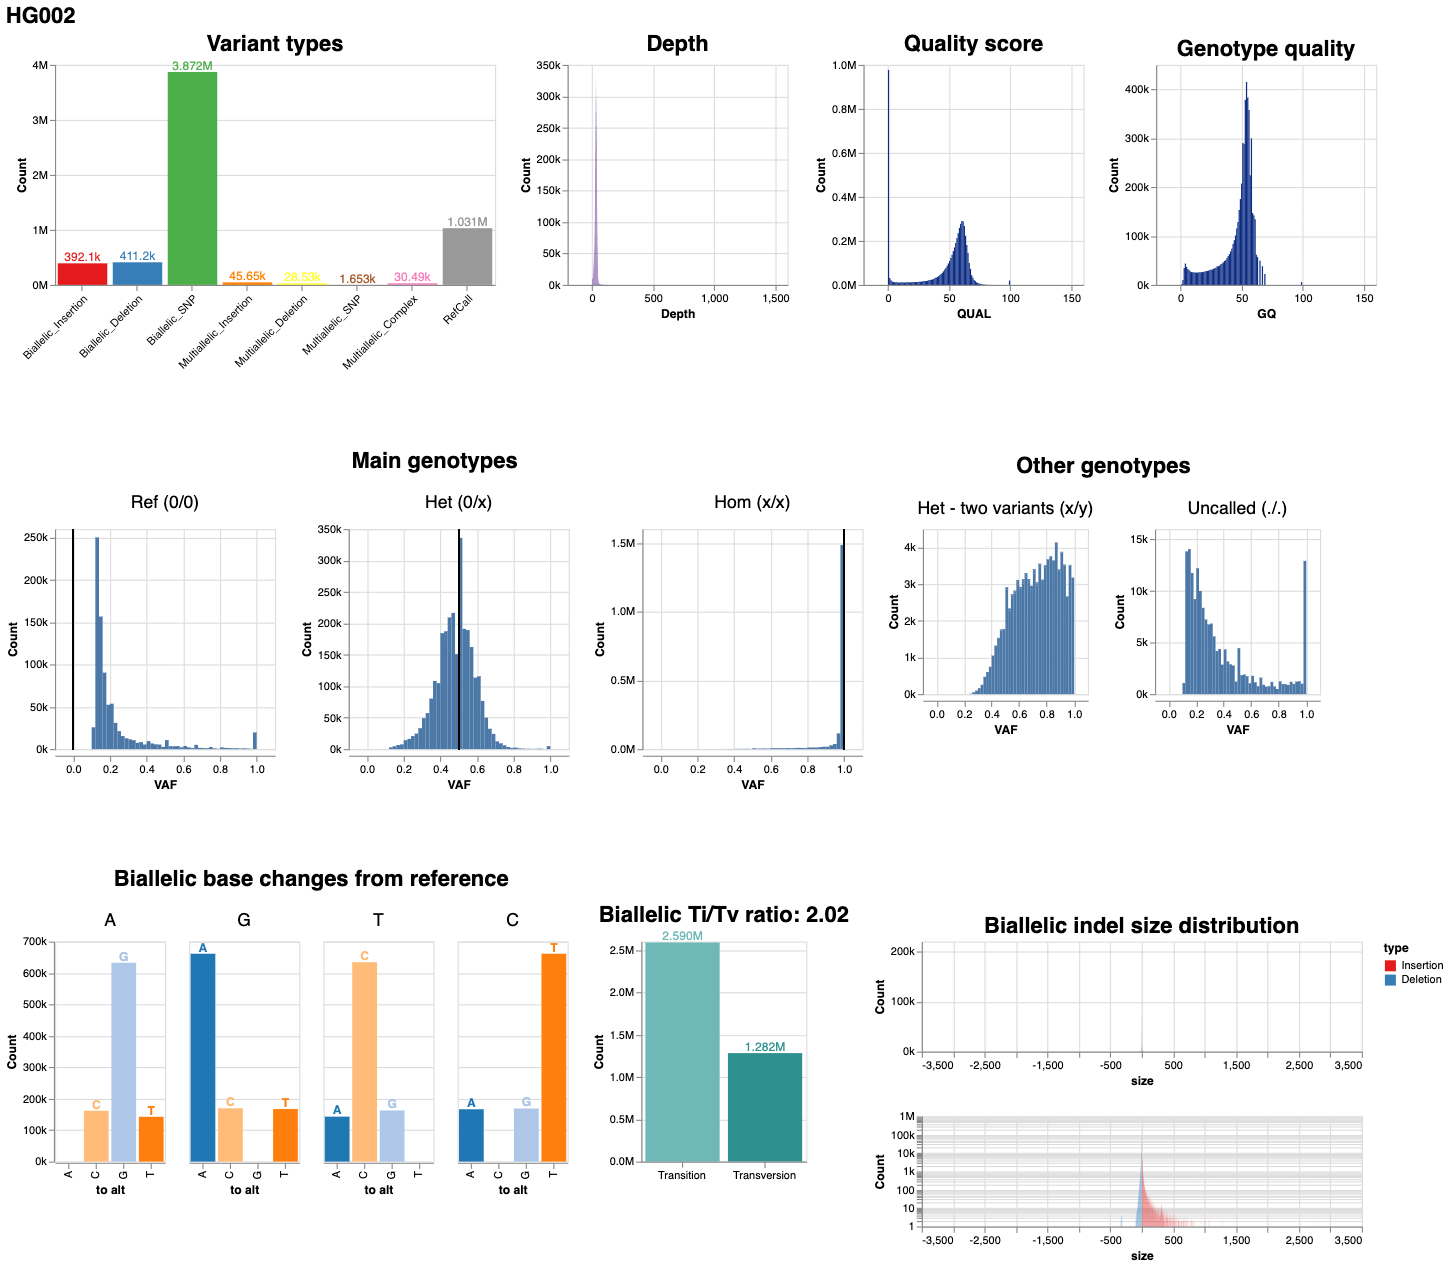 HG002
Variant types
Count
4M
3M
2M
1M
0M
392.1k
411.2k
3.872M
45.65k
28.53k
1.653k
30.49k
1.031M
Biallelic_Insertion
Biallelic_Deletion
Biallelic_SNP
Multiallelic_Insertion
Multiallelic_Deletion
Multiallelic_SNP
Multiallelic_Complex
RefCall
Depth
Count
350k
300k
250k
200k
150k
100k
50k
0k
0 500 1,000 1,500
Depth
Quality score
Count
1.0M
0.8M
0.6M
0.4M
0.2M
0.0M
0 50 100 150
QUAL
Genotype quality
Count
400k
300k
200k
100k
0k
0 50 100 150
GQ
Main genotypes
Ref (0/0)
Count
250k
200k
150k
100k
50k
0k
0.0 0.2 0.4 0.6 0.8 1.0
VAF
Het (0/x)
Count
350k
300k
250k
200k
150k
100k
50k
0k
0.0 0.2 0.4 0.6 0.8 1.0
VAF
Hom (x/x)
Count
1.5M
1.0M
0.5M
0.0M
0.0 0.2 0.4 0.6 0.8 1.0
VAF
Other genotypes
Het - two variants (x/y)
Count
4k
3k
2k
1k
0k
0.0 0.2 0.4 0.6 0.8 1.0
VAF
Uncalled (./.)
Count
15k
10k
5k
0k
0.0 0.2 0.4 0.6 0.8 1.0
VAF
Biallelic base changes from reference
A G T C
Count
700k
600k
500k
400k
300k
200k
100k
0k
C G T
A C G T
to alt
A C T
A C G T
to alt
A C G
A C G T
to alt
A G T
A C G T
to alt
Biallelic Ti/Tv ratio: 2.02
Count
2.5M
2.0M
1.5M
1.0M
0.5M
0.0M
2.590M
1.282M
Transition Transversion
Biallelic indel size distribution
Count
200k
100k
0k
-3,500 -2,500 -1,500 -500 500 1,500 2,500 3,500
size
type
Insertion
Deletion
Count
1M
100k
10k
1k
100
10
1
-3,500 -2,500 -1,500 -500 500 1,500 2,500 3,500
size